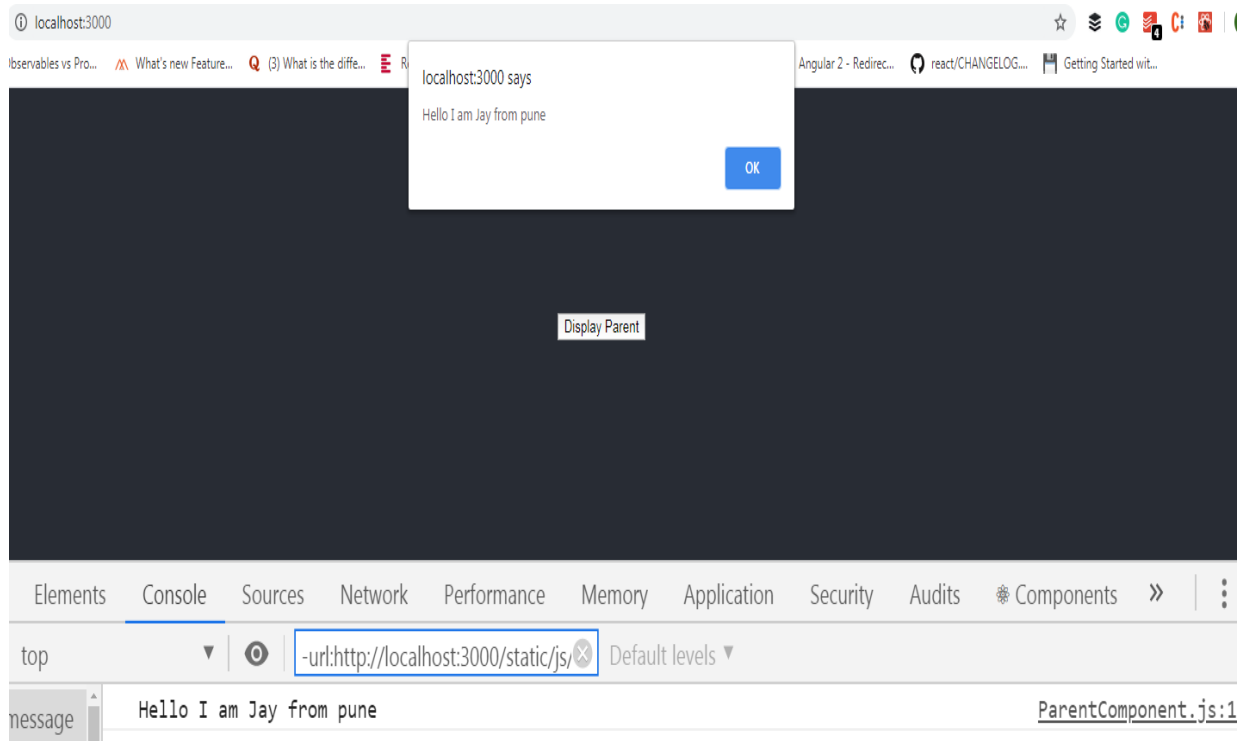 localhost:3000
Observables vs Pro... What's new Feature... (3) What is the diffe... Angular 2 - Redirec... react/CHANGELOG.... Getting Started wit...
4
localhost:3000 says
Hello I am Jay from pune
OK
Display Parent
Elements Console Sources Network Performance Memory Application Security Audits Components »
top -url:http://localhost:3000/static/js/ Default levels ▼
message Hello I am Jay from pune ParentComponent.js:1